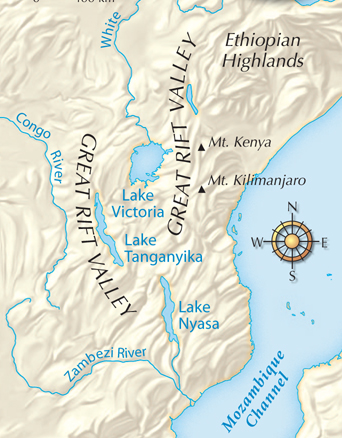 White
Ethiopian
Highlands
GREAT RIFT VALLEY
Congo
River
Mt. Kenya
GREAT RIFT VALLEY
Mt. Kilimanjaro
Lake
Victoria
N
W
E
S
Lake
Tanganyika
Lake
Nyasa
Zambezi River
Mozambique
Channel